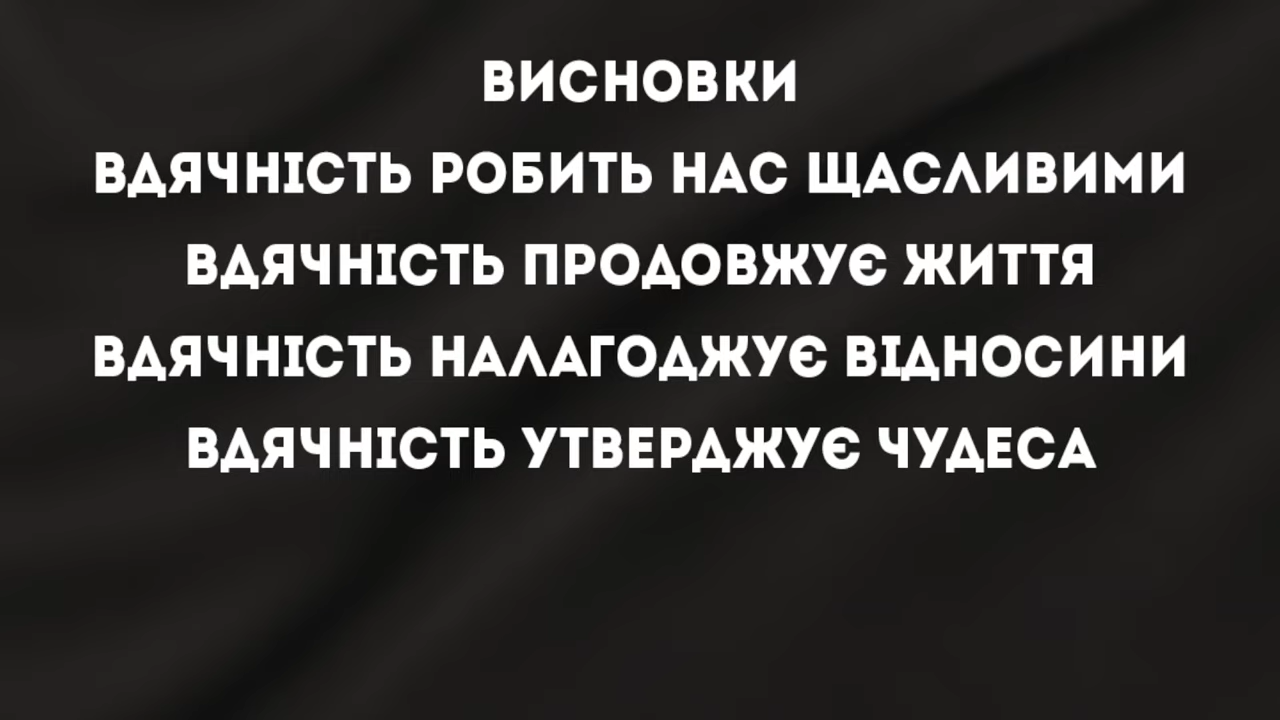 ВИСНОВКИ
ВДЯЧНІСТЬ РОБИТЬ НАС ЩАСЛИВИМИ
ВДЯЧНІСТЬ ПРОДОВЖУЄ ЖИТТЯ
ВДЯЧНІСТЬ НАЛАГОДЖУЄ ВІДНОСИНИ
ВДЯЧНІСТЬ УТВЕРДЖУЄ ЧУДЕСА